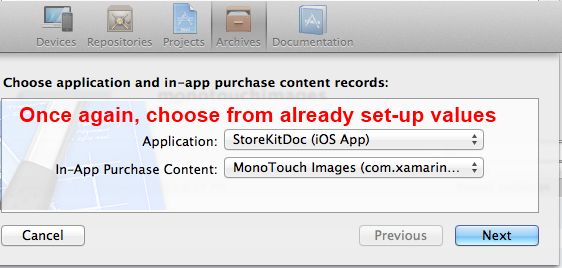 Devices Repositories Projects Archives Documentation
Choose application and in-app purchase content records:
Once again, choose from already set-up values
Application: StoreKitDoc (iOS App)
In-App Purchase Content: MonoTouch Images (com.xamarin...
Cancel Previous Next